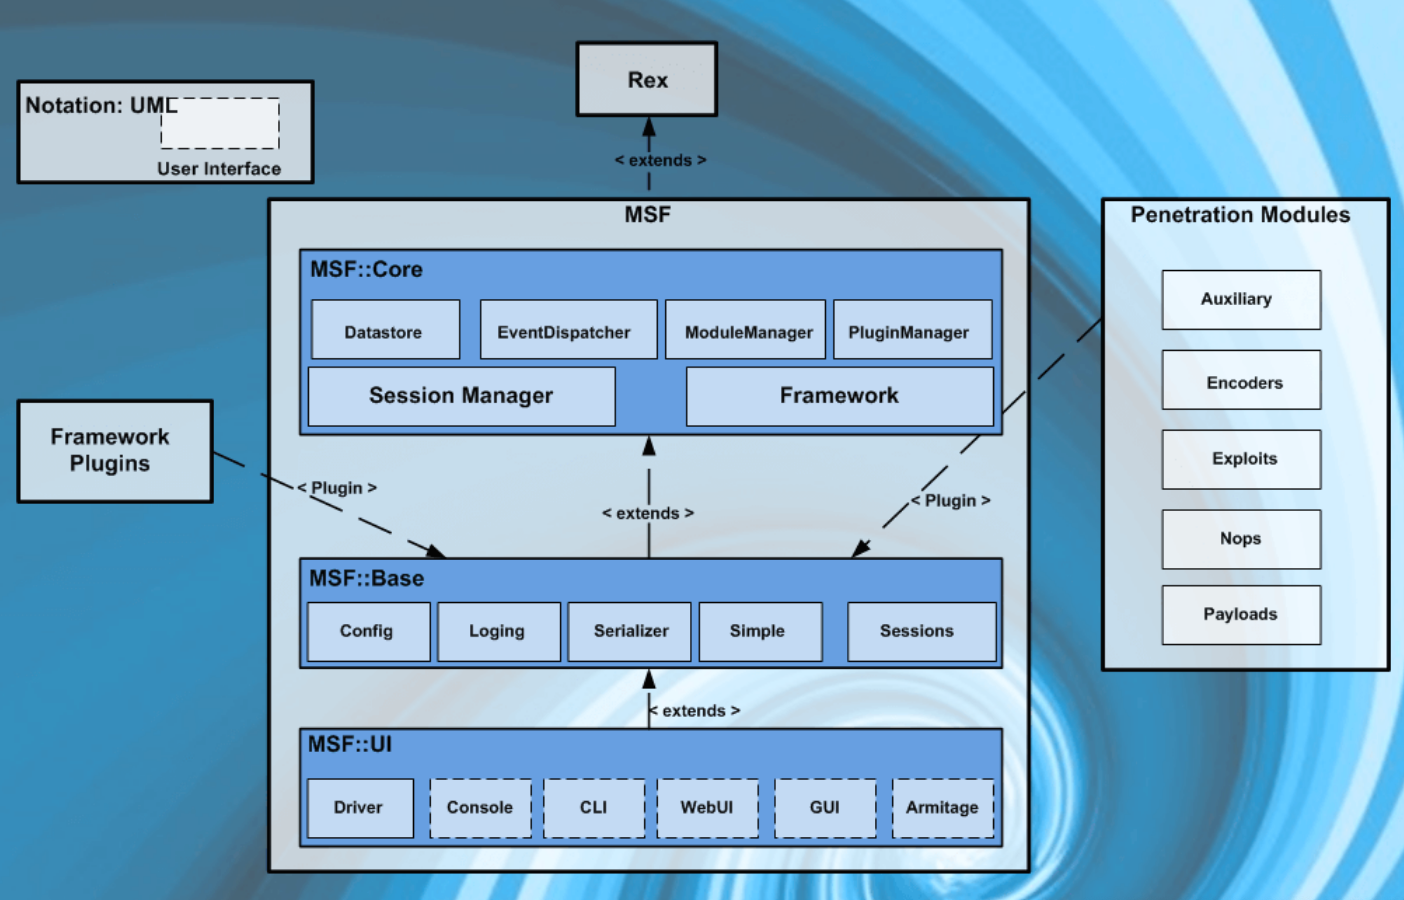 Rex
Notation: UML
User Interface
< extends >
MSF
Penetration Modules
MSF::Core
Datastore
EventDispatcher
ModuleManager
PluginManager
Session Manager
Framework
Auxiliary
Encoders
Exploits
Nops
Payloads
Framework
Plugins
< Plugin >
< extends >
< Plugin >
MSF::Base
Config
Loging
Serializer
Simple
Sessions
< extends >
MSF::UI
Driver
Console
CLI
WebUI
GUI
Armitage